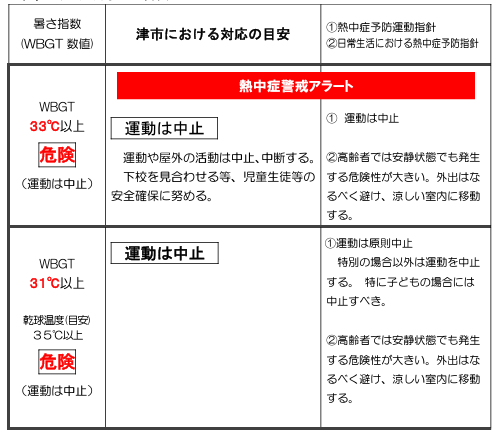 暑さ指数
(WBGT 数値)
津市における対応の目安
①熱中症予防運動指針
②日常生活における熱中症予防指針
熱中症警戒アラート
WBGT
33℃以上
危険
（運動は中止）
運動は中止
運動や屋外の活動は中止、中断する。
下校を見合わせる等、児童生徒等の
安全確保に努める。
① 運動は中止
②高齢者では安静状態でも発生
する危険性が大きい。外出はな
るべく避け、涼しい室内に移動
する。
WBGT
31℃以上
乾球温度(目安)
３５℃以上
危険
（運動は中止）
運動は中止
①運動は原則中止
特別の場合以外は運動を中止
する。 特に子どもの場合には
中止すべき。
②高齢者では安静状態でも発生
する危険性が大きい。外出はな
るべく避け、涼しい室内に移動
する。